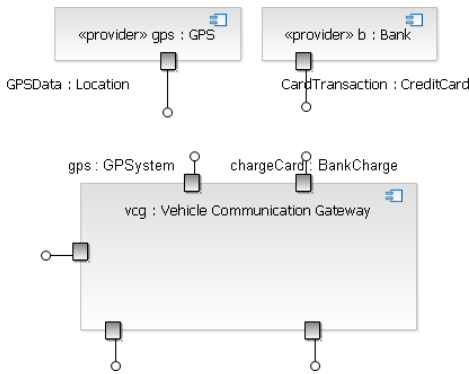 «provider» gps : GPS
«provider» b : Bank
GPSData : Location
CardTransaction : CreditCard
gps : GPSystem
chargeCard : BankCharge
vcg : Vehicle Communication Gateway